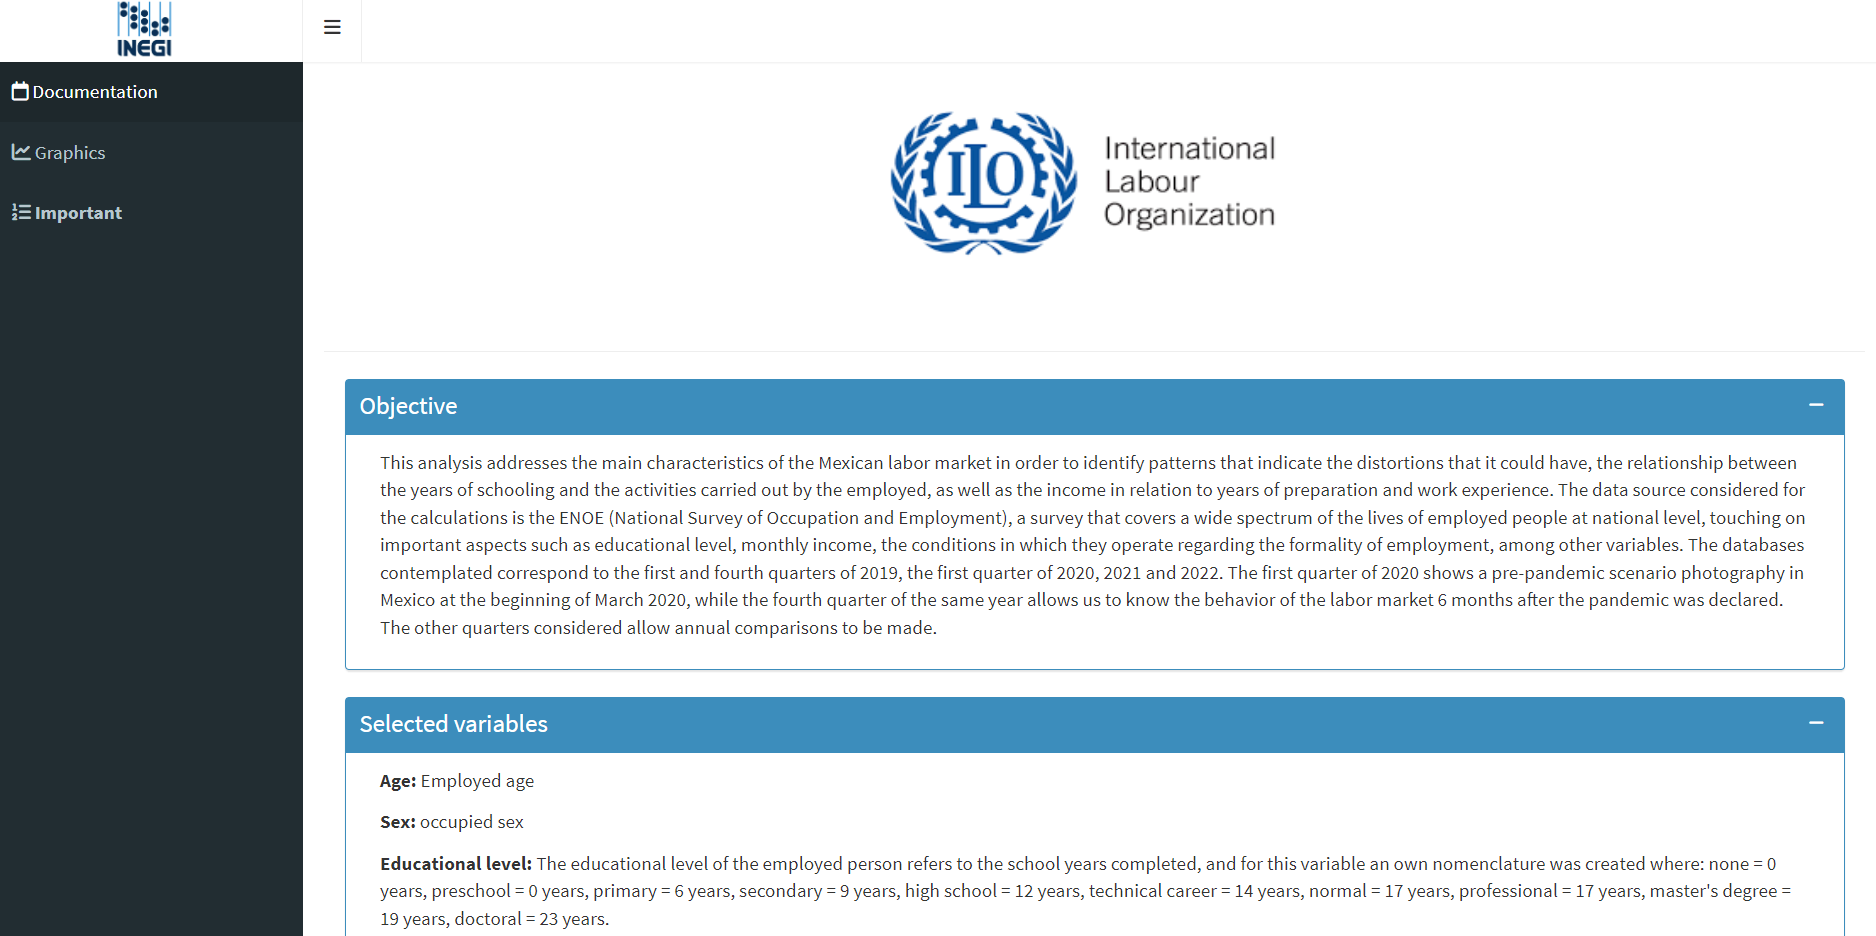 INEGI
Documentation
Graphics
Important
ILO
International
Labour
Organization
Objective
This analysis addresses the main characteristics of the Mexican labor market in order to identify patterns that indicate the distortions that it could have, the relationship between
the years of schooling and the activities carried out by the employed, as well as the income in relation to years of preparation and work experience. The data source considered for
the calculations is the ENOE (National Survey of Occupation and Employment), a survey that covers a wide spectrum of the lives of employed people at national level, touching on
important aspects such as educational level, monthly income, the conditions in which they operate regarding the formality of employment, among other variables. The databases
contemplated correspond to the first and fourth quarters of 2019, the first quarter of 2020, 2021 and 2022. The first quarter of 2020 shows a pre-pandemic scenario photography in
Mexico at the beginning of March 2020, while the fourth quarter of the same year allows us to know the behavior of the labor market 6 months after the pandemic was declared.
The other quarters considered allow annual comparisons to be made.
Selected variables
Age: Employed age
Sex: occupied sex
Educational level: The educational level of the employed person refers to the school years completed, and for this variable an own nomenclature was created where: none = 0
years, preschool = 0 years, primary = 6 years, secondary = 9 years, high school = 12 years, technical career = 14 years, normal = 17 years, professional = 17 years, master's degree =
19 years, doctoral = 23 years.